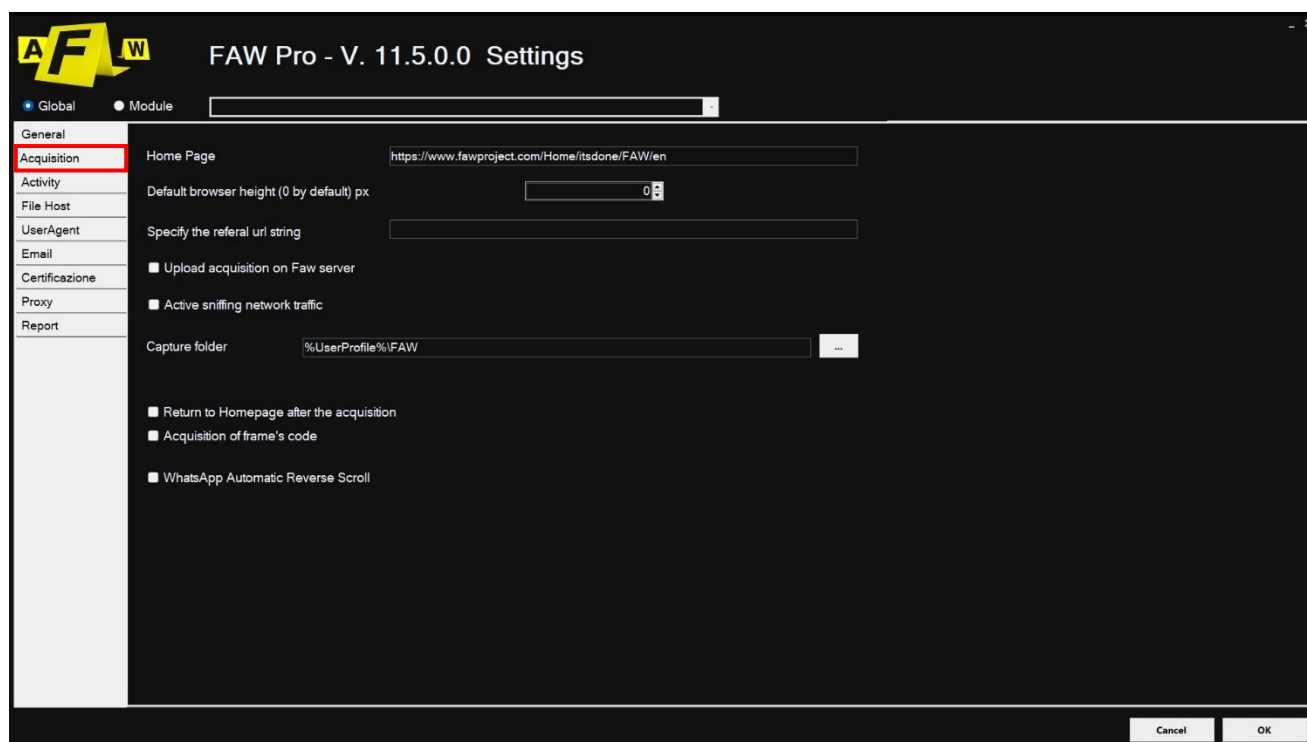 A F W
FAW Pro - V. 11.5.0.0 Settings
Global Module
General
Acquisition
Activity
File Host
UserAgent
Email
Certificazione
Proxy
Report
Home Page https://www.fawproject.com/Home/itsdone/FAW/en
Default browser height (0 by default) px 0
Specify the referal url string
Upload acquisition on Faw server
Active sniffing network traffic
Capture folder %UserProfile%\FAW ...
Return to Homepage after the acquisition
Acquisition of frame's code
WhatsApp Automatic Reverse Scroll
Cancel OK